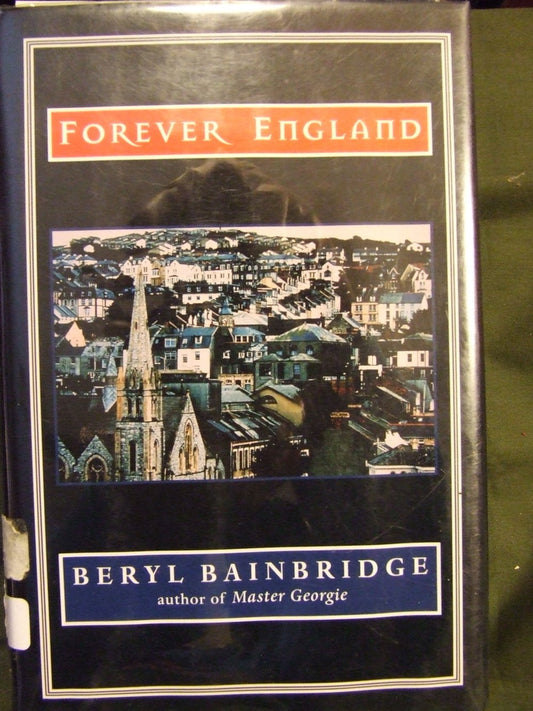 FOREVER ENGLAND
BERYL BAINBRIDGE
author of Master Georgie